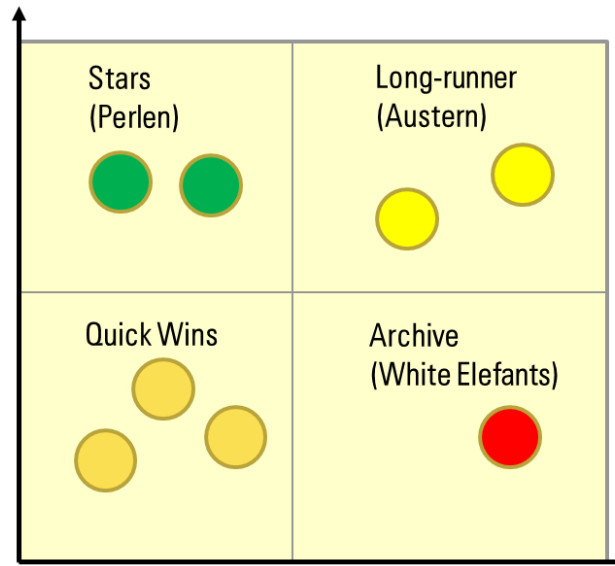 Stars
(Perlen)
Long-runner
(Austern)
Quick Wins
Archive
(White Elefants)